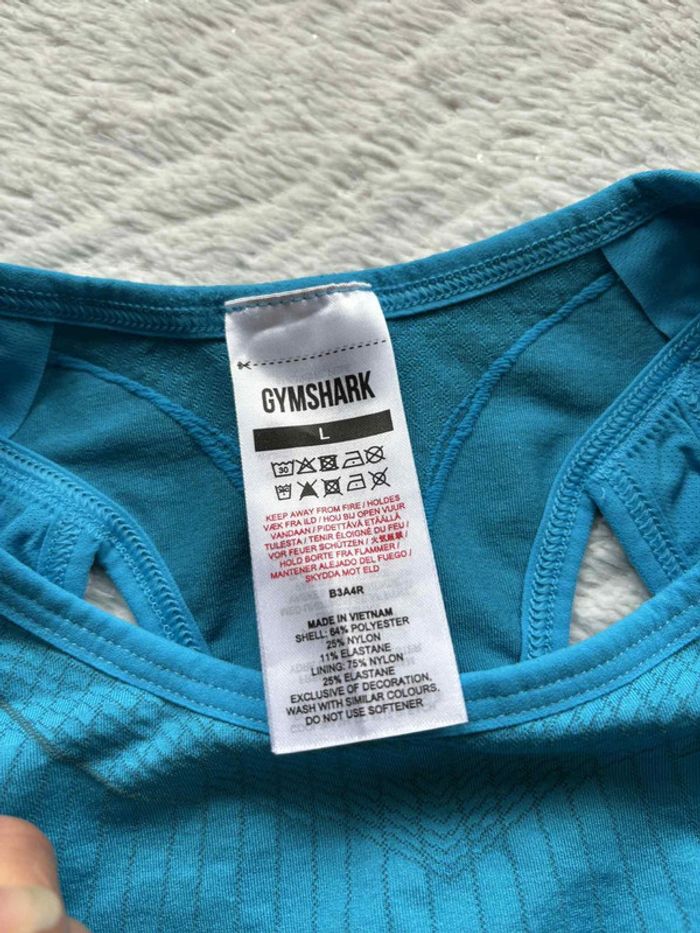 GYMSHARK
L
30
KEEP AWAY FROM FIRE / HOLDES
VÆK FRA ILD / HOU BIJ OPEN VUUR
VANDAAN / PIDETTÄVÄ ETÄÄLLÄ
TULESTA / TENIR ÉLOIGNÉ DU FEU /
VOR FEUER SCHÜTZEN / 火気厳禁 /
HOLD BORTE FRA FLAMMER /
MANTENER ALEJADO DEL FUEGO /
SKYDDA MOT ELD
B3A4R
MADE IN VIETNAM
SHELL: 64% POLYESTER
25% NYLON
11% ELASTANE
LINING: 75% NYLON
25% ELASTANE
EXCLUSIVE OF DECORATION.
WASH WITH SIMILAR COLOURS.
DO NOT USE SOFTENER